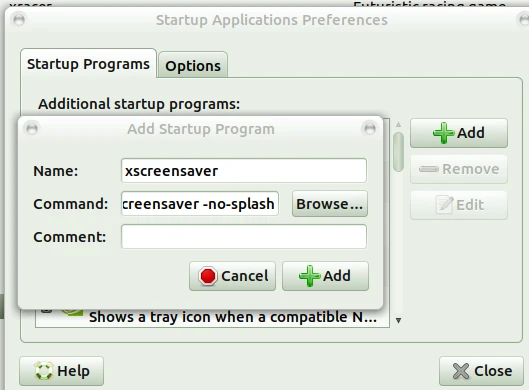 Futuristic racing game
Startup Applications Preferences
Startup Programs
Options
Additional startup programs:
Add Startup Program
Name:
xscreensaver
Command:
creensaver -no-splash
Browse...
Comment:
Cancel
Add
Add
Remove
Edit
Shows a tray icon when a compatible N...
Help
Close